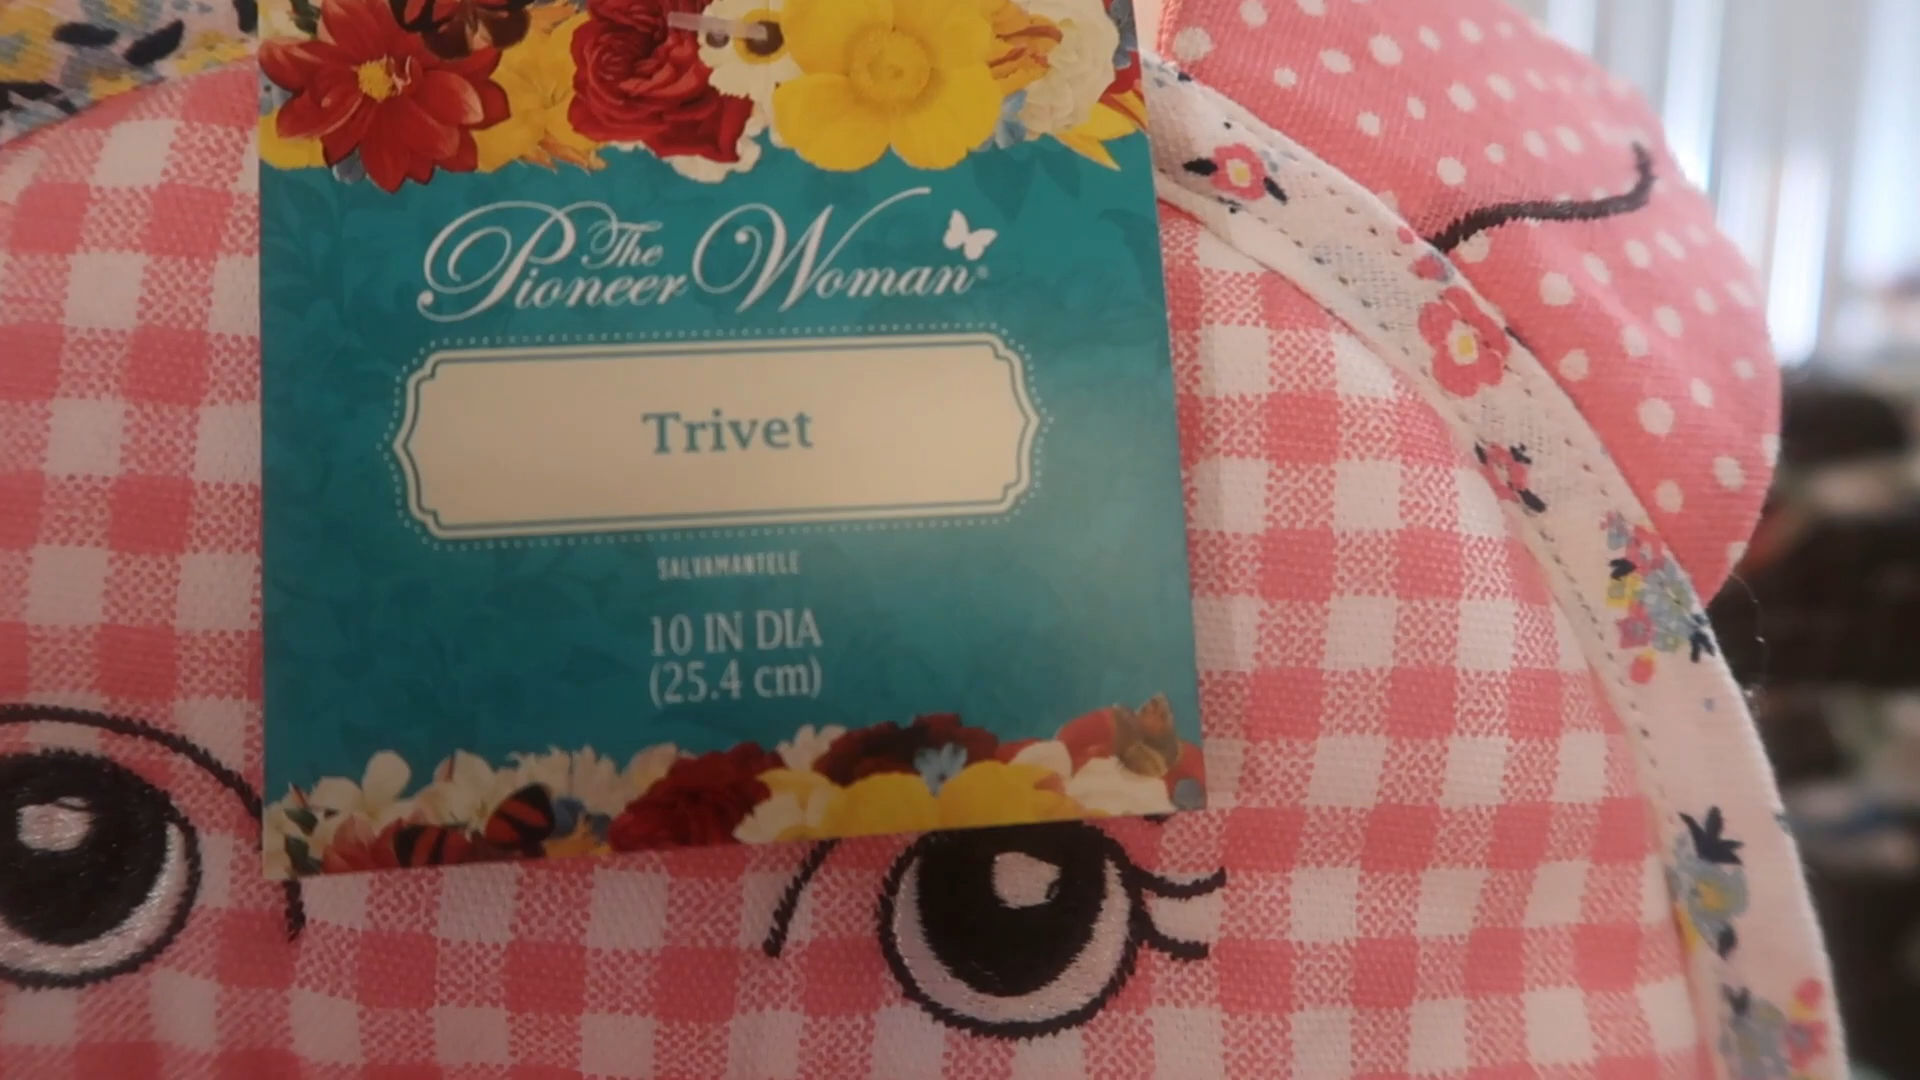 The
Pioneer Woman®
Trivet
SALVAMANTELE
10 IN DIA
(25.4 cm)